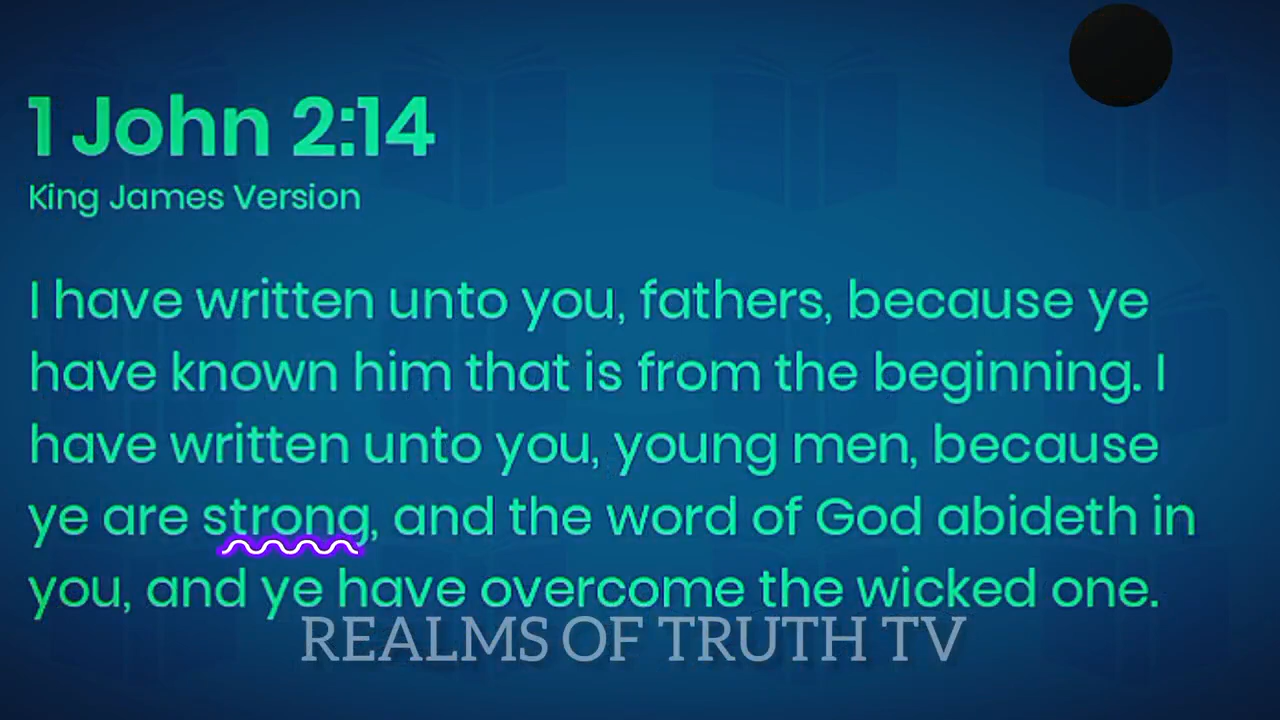 1 John 2:14
King James Version
I have written unto you, fathers, because ye
have known him that is from the beginning. I
have written unto you, young men, because
ye are strong, and the word of God abideth in
you, and ye have overcome the wicked one.
REALMS OF TRUTH TV